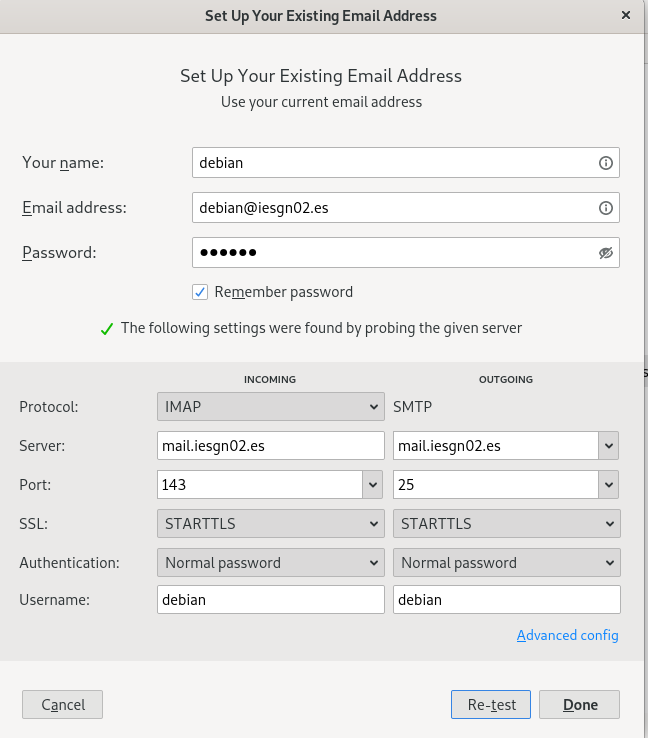 Set Up Your Existing Email Address ×
Set Up Your Existing Email Address
Use your current email address
Your name: debian
Email address: debian@iesgn02.es
Password: ●●●●●●
Remember password
The following settings were found by probing the given server
INCOMING OUTGOING
Protocol: IMAP SMTP
Server: mail.iesgn02.es mail.iesgn02.es
Port: 143 25
SSL: STARTTLS STARTTLS
Authentication: Normal password Normal password
Username: debian debian
Advanced config
Cancel Re-test Done